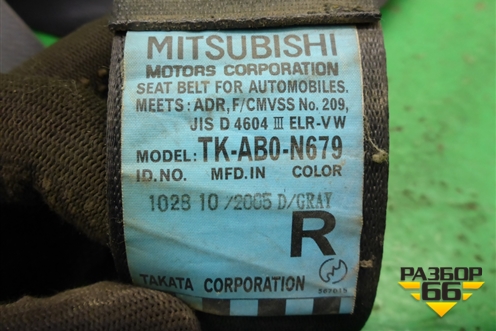 MITSUBISHI
MOTORS CORPORATION
SEAT BELT FOR AUTOMOBILES.
MEETS: ADR, F/CMVSS No. 209,
JIS D 4604 III ELR-VW
MODEL: TK-AB0-N679
ID.NO. MFD.IN COLOR
1028 10/2005 D/GRAY
R
TAKATA CORPORATION
РАЗБОР
66